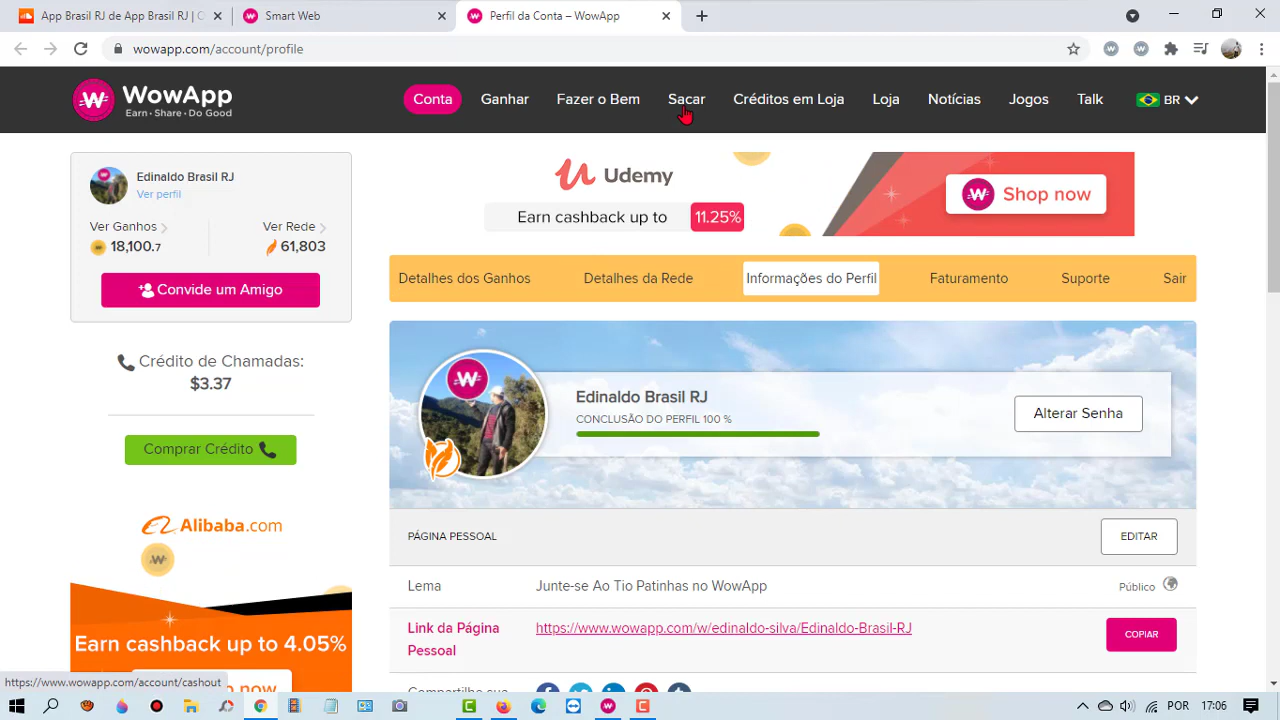 App Brasil RJ de App Brasil RJ | O
Smart Web
Perfil da Conta – WowApp
wowapp.com/account/profile
WowApp
Earn • Share • Do Good
Conta
Ganhar
Fazer o Bem
Sacar
Créditos em Loja
Loja
Notícias
Jogos
Talk
BR
Edinaldo Brasil RJ
Ver perfil
Ver Ganhos
Ver Rede
18,100.7
61,803
Convide um Amigo
Crédito de Chamadas:
$3.37
Comprar Crédito
Alibaba.com
Earn cashback up to 4.05%
Udemy
Earn cashback up to 11.25%
Shop now
Detalhes dos Ganhos
Detalhes da Rede
Informações do Perfil
Faturamento
Suporte
Sair
Edinaldo Brasil RJ
CONCLUSÃO DO PERFIL 100 %
Alterar Senha
PÁGINA PESSOAL
EDITAR
Lema
Junte-se Ao Tio Patinhas no WowApp
Público
Link da Página
Pessoal
https://www.wowapp.com/w/edinaldo-silva/Edinaldo-Brasil-RJ
COPIAR
https://www.wowapp.com/account/cashout
POR
17:06